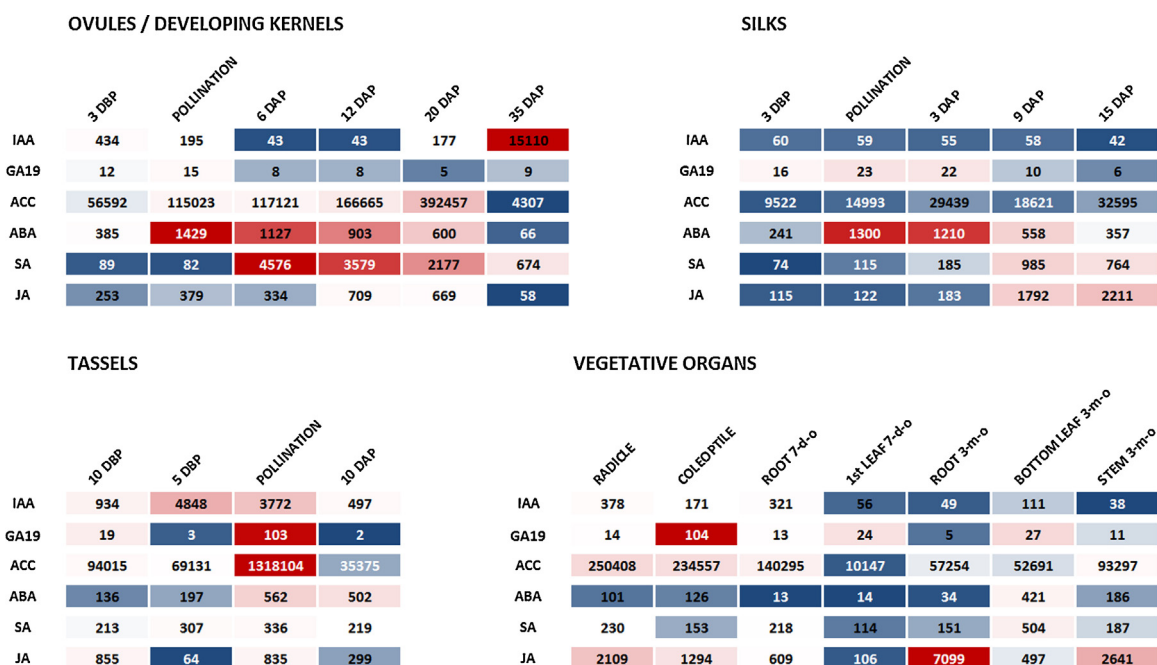 OVULES / DEVELOPING KERNELS
3 DBP POLLINATION 6 DAP 12 DAP 20 DAP 35 DAP
IAA 434 195 43 43 177 15110
GA19 12 15 8 8 5 9
ACC 56592 115023 117121 166665 392457 4307
ABA 385 1429 1127 903 600 66
SA 89 82 4576 3579 2177 674
JA 253 379 334 709 669 58
SILKS
3 DBP POLLINATION 3 DAP 9 DAP 15 DAP
IAA 60 59 55 58 42
GA19 16 23 22 10 6
ACC 9522 14993 29439 18621 32595
ABA 241 1300 1210 558 357
SA 74 115 185 985 764
JA 115 122 183 1792 2211
TASSELS
10 DBP 5 DBP POLLINATION 10 DAP
IAA 934 4848 3772 497
GA19 19 3 103 2
ACC 94015 69131 1318104 35375
ABA 136 197 562 502
SA 213 307 336 219
JA 855 64 835 299
VEGETATIVE ORGANS
RADICLE COLEOPTILE ROOT 7-d-o 1st LEAF 7-d-o ROOT 3-m-o BOTTOM LEAF 3-m-o STEM 3-m-o
IAA 378 171 321 56 49 111 38
GA19 14 104 13 24 5 27 11
ACC 250408 234557 140295 10147 57254 52691 93297
ABA 101 126 13 14 34 421 186
SA 230 153 218 114 151 504 187
JA 2109 1294 609 106 7099 497 2641